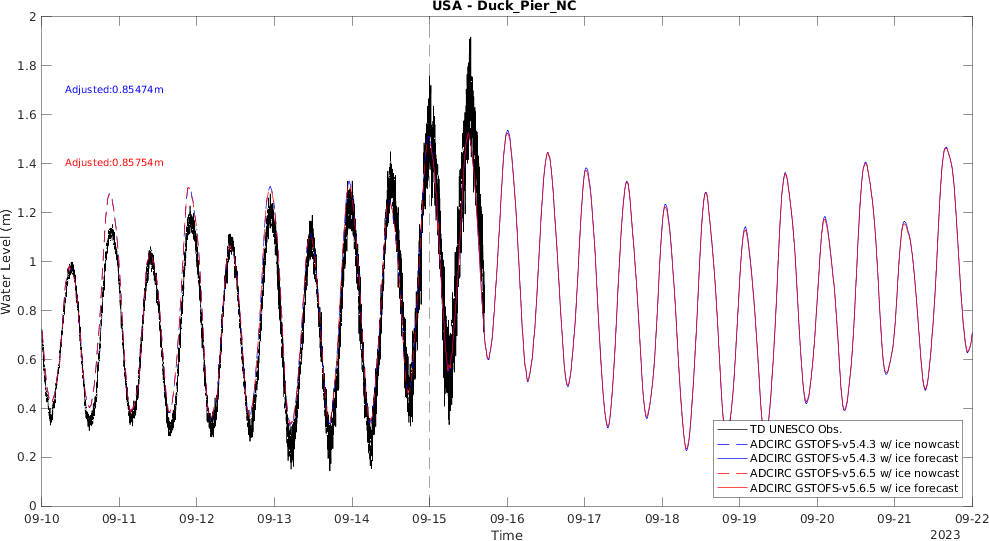 USA - Duck_Pier_NC
2
1.8
1.6
1.4
1.2
1
0.8
0.6
0.4
0.2
0
Water Level (m)
Adjusted:0.85474m
Adjusted:0.85754m
TD UNESCO Obs.
ADCIRC GSTOFS-v5.4.3 w/ ice nowcast
ADCIRC GSTOFS-v5.4.3 w/ ice forecast
ADCIRC GSTOFS-v5.6.5 w/ ice nowcast
ADCIRC GSTOFS-v5.6.5 w/ ice forecast
09-10 09-11 09-12 09-13 09-14 09-15 09-16 09-17 09-18 09-19 09-20 09-21 09-22
Time
2023